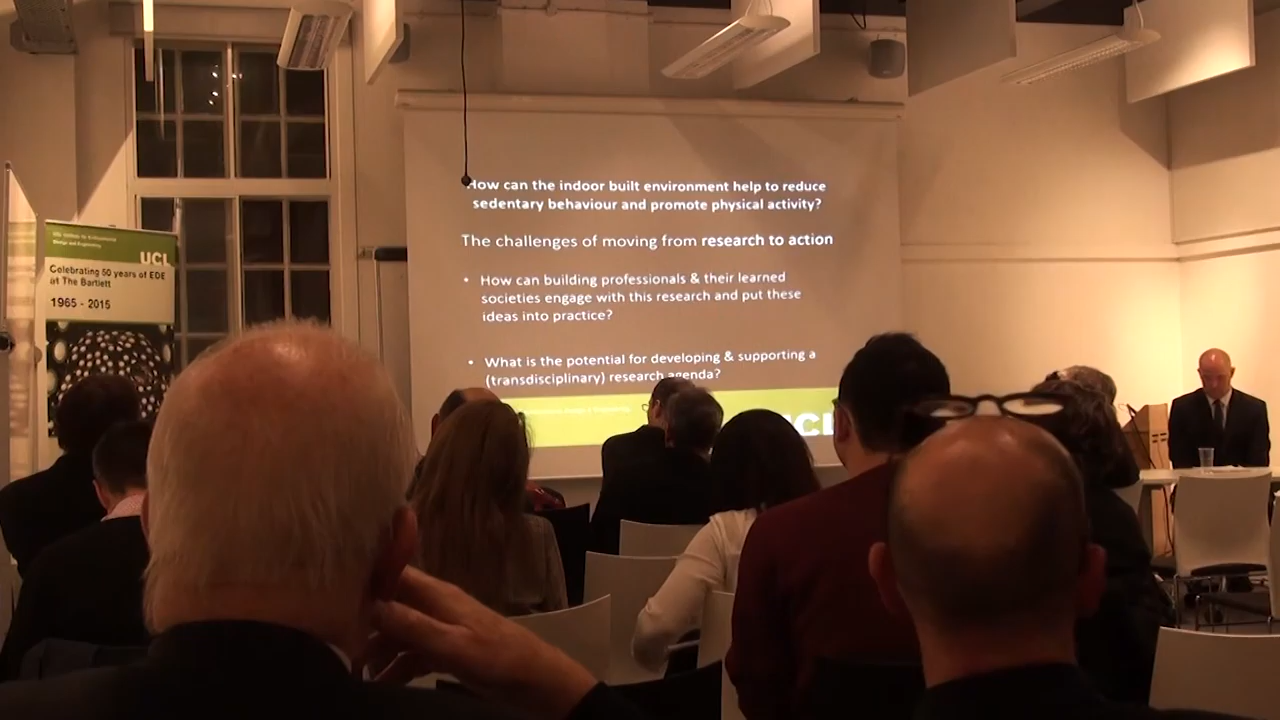 How can the indoor built environment help to reduce
sedentary behaviour and promote physical activity?
The challenges of moving from research to action
• How can building professionals & their learned
societies engage with this research and put these
ideas into practice?
• What is the potential for developing & supporting a
(transdisciplinary) research agenda?
UCL
Celebrating 50 years of EDE
at The Bartlett
1965 - 2015